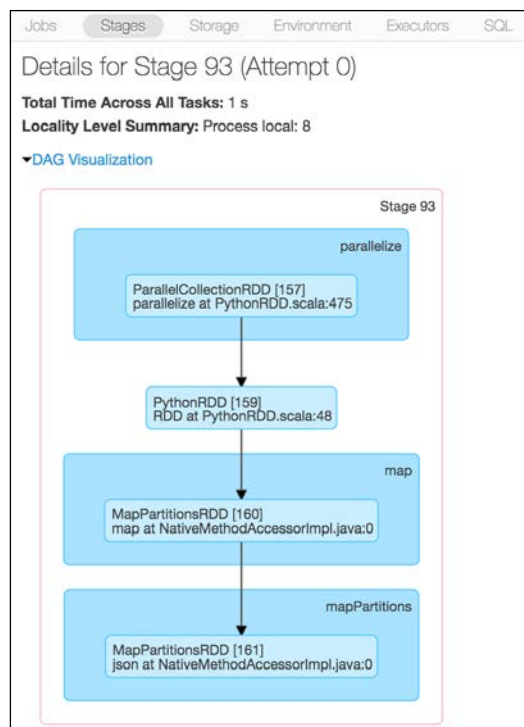 Jobs Stages Storage Environment Executors SQL
Details for Stage 93 (Attempt 0)
Total Time Across All Tasks: 1 s
Locality Level Summary: Process local: 8
DAG Visualization
Stage 93
parallelize
ParallelCollectionRDD [157]
parallelize at PythonRDD.scala:475
PythonRDD [159]
RDD at PythonRDD.scala:48
map
MapPartitionsRDD [160]
map at NativeMethodAccessorImpl.java:0
mapPartitions
MapPartitionsRDD [161]
json at NativeMethodAccessorImpl.java:0